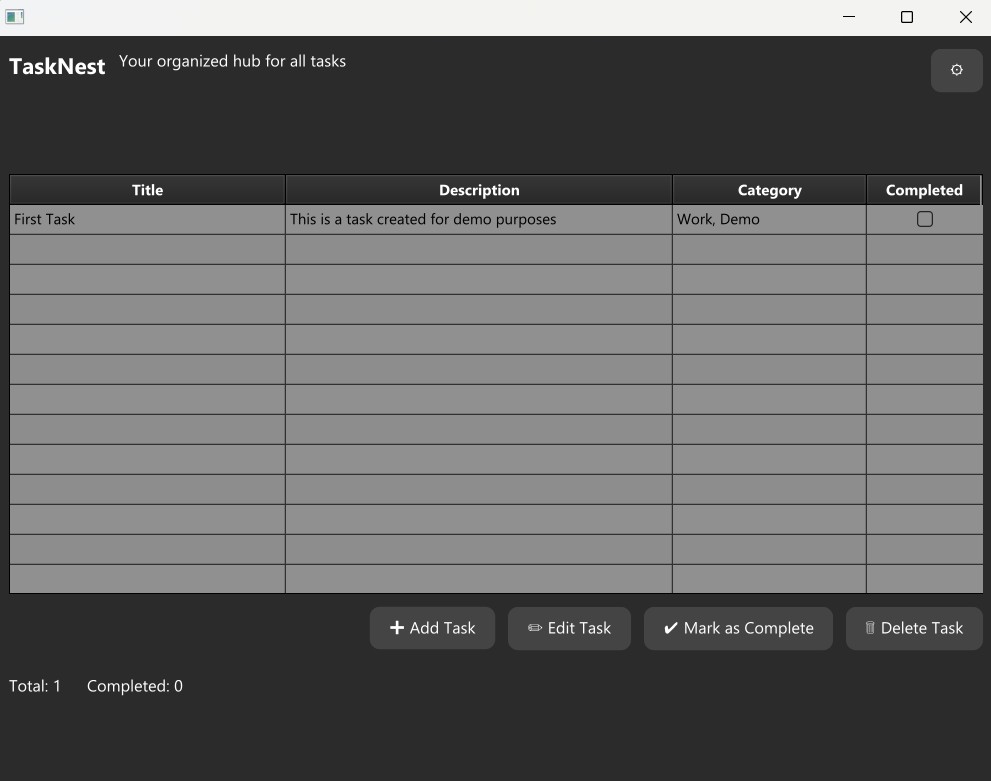 TaskNest Your organized hub for all tasks
Title Description Category Completed
First Task This is a task created for demo purposes Work, Demo
Add Task Edit Task Mark as Complete Delete Task
Total: 1 Completed: 0